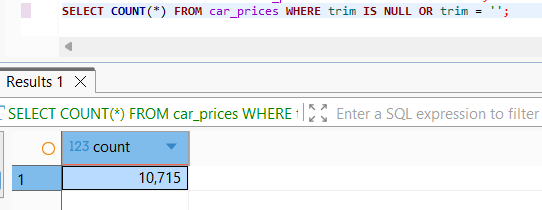 SELECT COUNT(*) FROM car_prices WHERE trim IS NULL OR trim = '';
Results 1
SELECT COUNT(*) FROM car_prices WHERE
Enter a SQL expression to filter
123 count
1
10,715